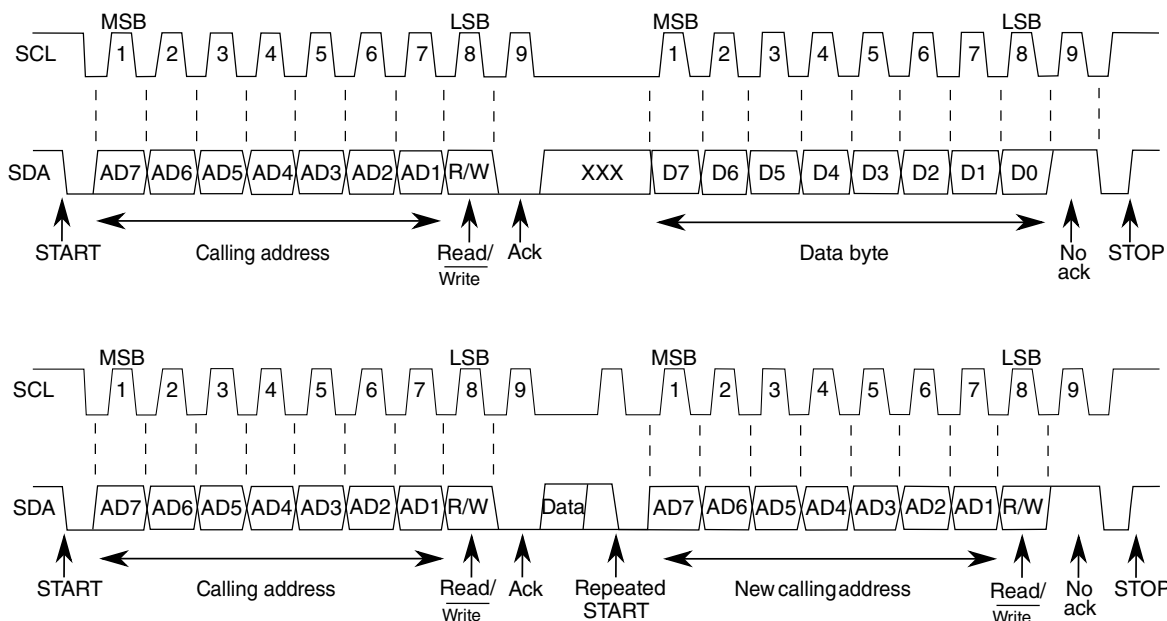 MSB LSB MSB LSB
SCL 1 2 3 4 5 6 7 8 9 1 2 3 4 5 6 7 8 9
SDA AD7 AD6 AD5 AD4 AD3 AD2 AD1 R/W XXX D7 D6 D5 D4 D3 D2 D1 D0
START Calling address Read/ Ack Data byte No STOP
Write ack
MSB LSB MSB LSB
SCL 1 2 3 4 5 6 7 8 9 1 2 3 4 5 6 7 8 9
SDA AD7 AD6 AD5 AD4 AD3 AD2 AD1 R/W Data AD7 AD6 AD5 AD4 AD3 AD2 AD1 R/W
START Calling address Read/ Ack Repeated New calling address Read/ No STOP
Write START Write ack